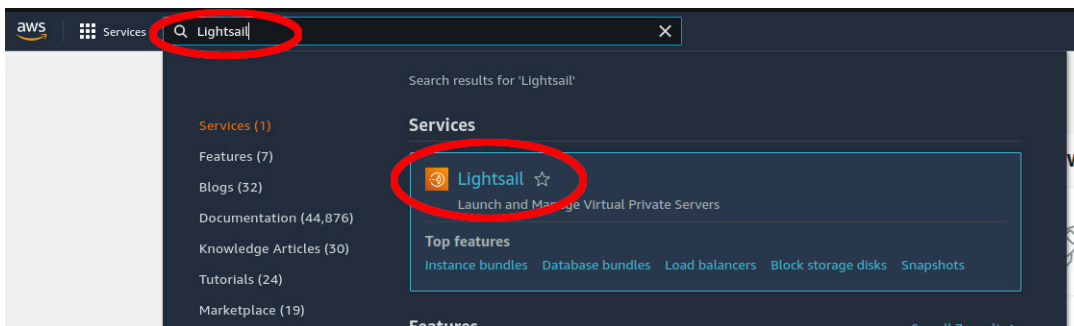 aws Services Lightsail
Search results for 'Lightsail'
Services (1)
Features (7)
Blogs (32)
Documentation (44,876)
Knowledge Articles (30)
Tutorials (24)
Marketplace (19)
Services
Lightsail
Launch and Manage Virtual Private Servers
Top features
Instance bundles Database bundles Load balancers Block storage disks Snapshots
Features